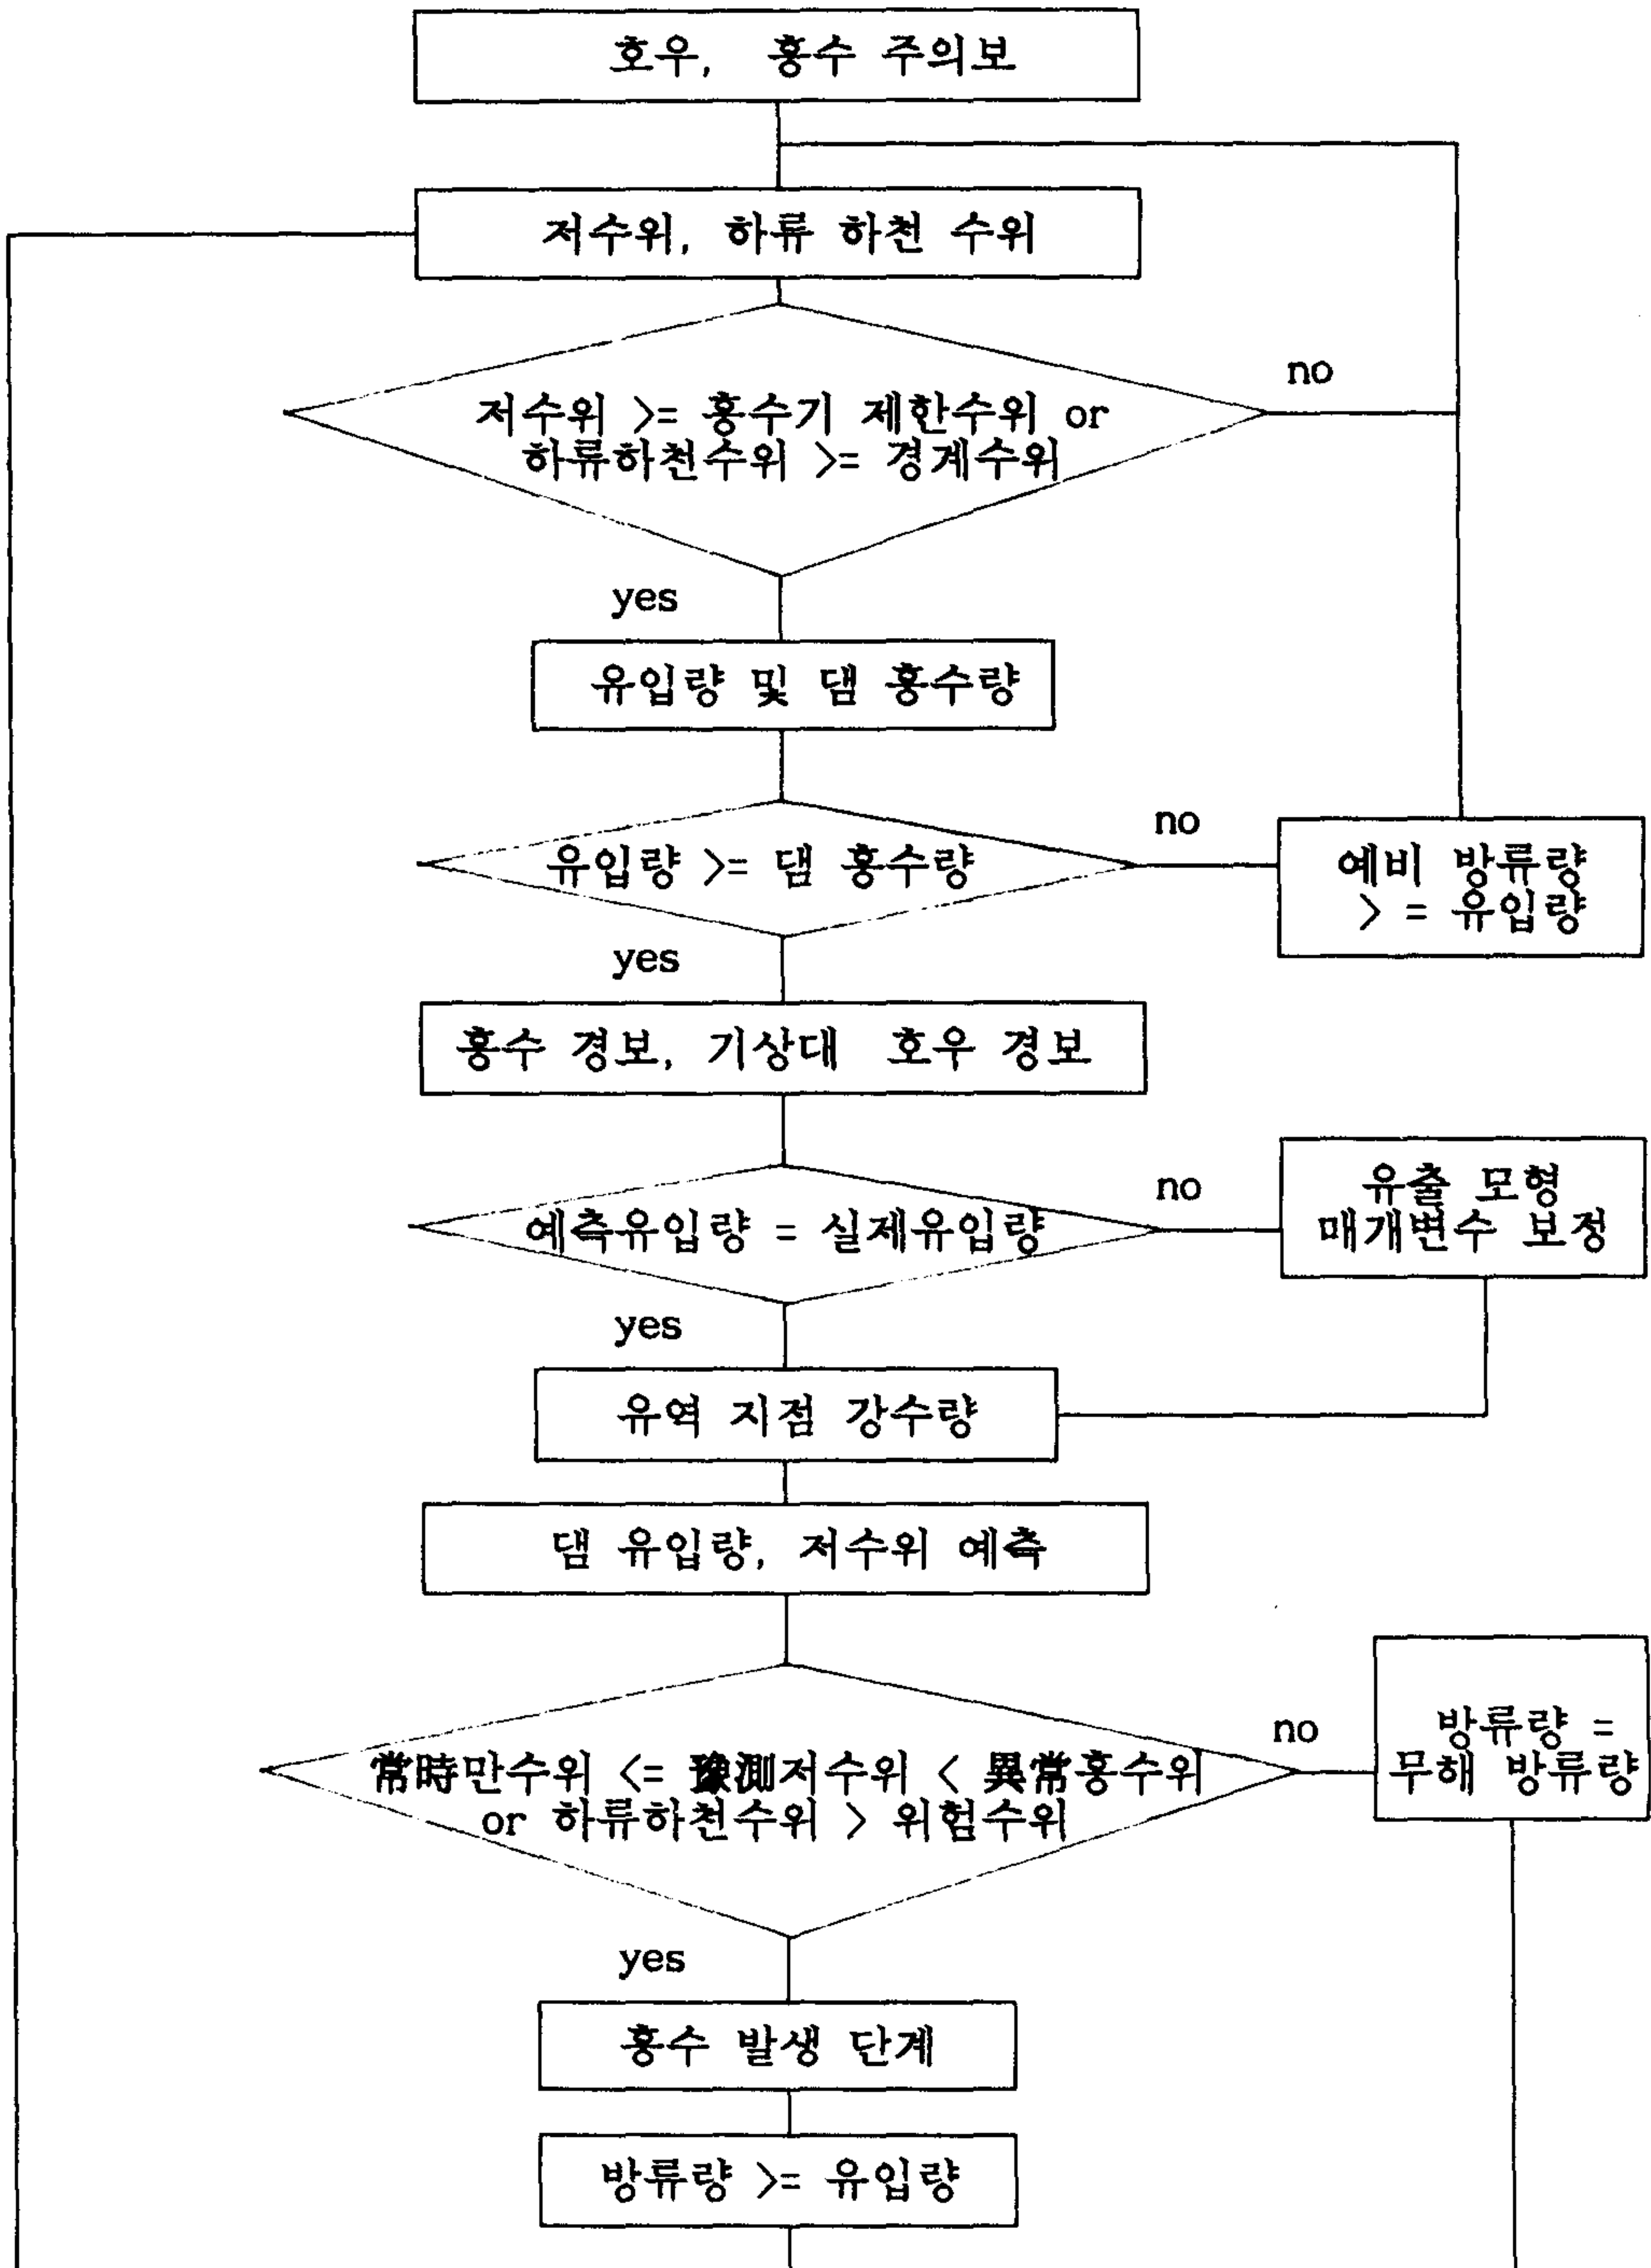 호우, 홍수 주의보
저수위, 하류 하천 수위
no
저수위 >= 홍수기 제한수위 or
하류하천수위 >= 경계수위
yes
유입량 및 댐 홍수량
no
유입량 >= 댐 홍수량
예비 방류량
> = 유입량
yes
홍수 경보, 기상대 호우 경보
no
예측유입량 = 실제유입량
유출 모형
매개변수 보정
yes
유역 지점 강수량
댐 유입량, 저수위 예측
no
常時만수위 <= 豫測저수위 < 異常홍수위
or 하류하천수위 > 위험수위
방류량 =
무해 방류량
yes
홍수 발생 단계
방류량 >= 유입량